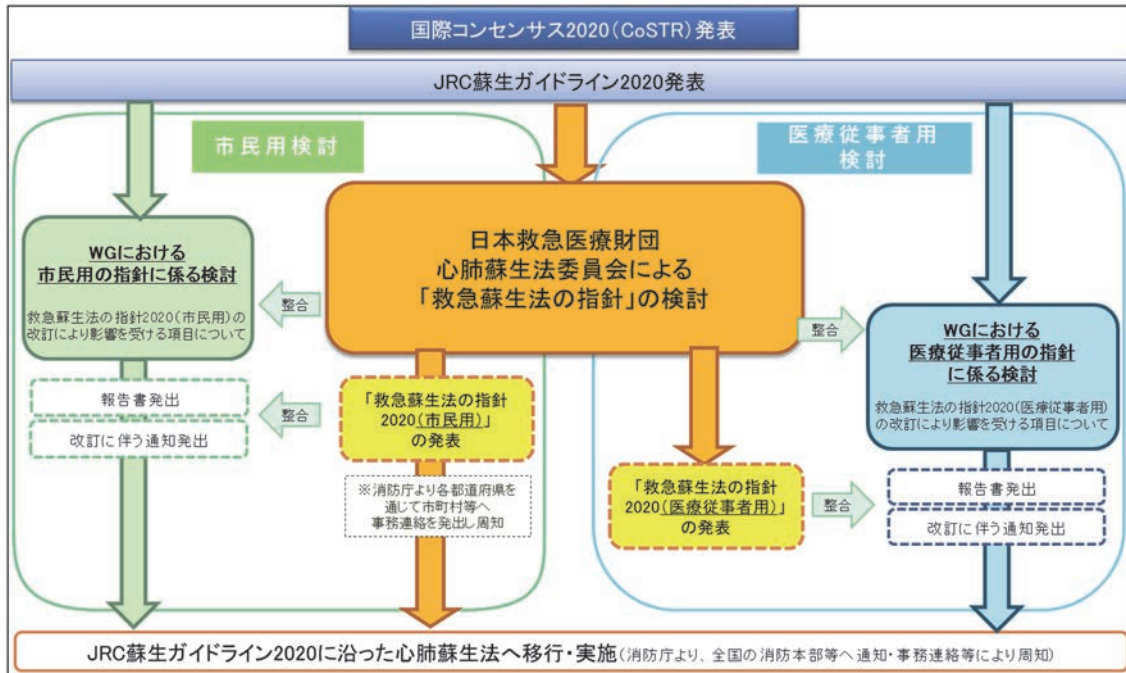 国際コンセンサス2020(CoSTR)発表
JRC蘇生ガイドライン2020発表
市民用検討
医療従事者用
検討
日本救急医療財団
心肺蘇生法委員会による
「救急蘇生法の指針」の検討
WGにおける
市民用の指針に係る検討
救急蘇生法の指針2020(市民用)の
改訂により影響を受ける項目について
整合
整合
WGにおける
医療従事者用の指針
に係る検討
救急蘇生法の指針2020(医療従事者用)
の改訂により影響を受ける項目について
報告書発出
改訂に伴う通知発出
整合
「救急蘇生法の指針
2020(市民用)」
の発表
※消防庁より各都道府県を
通じて市町村等へ
事務連絡を発出し周知
「救急蘇生法の指針
2020(医療従事者用)」
の発表
整合
報告書発出
改訂に伴う通知発出
JRC蘇生ガイドライン2020に沿った心肺蘇生法へ移行・実施(消防庁より、全国の消防本部等へ通知・事務連絡等により周知)